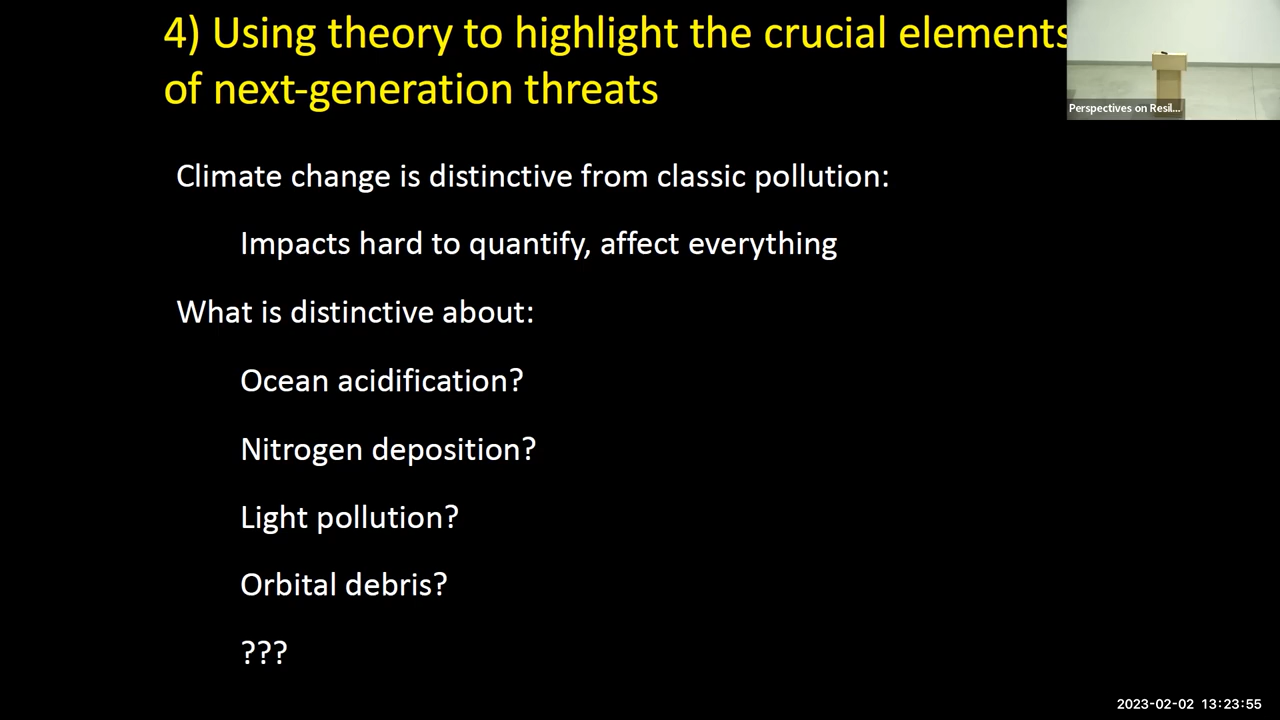 4) Using theory to highlight the crucial elements
of next-generation threats
Perspectives on Resil...
Climate change is distinctive from classic pollution:
Impacts hard to quantify, affect everything
What is distinctive about:
Ocean acidification?
Nitrogen deposition?
Light pollution?
Orbital debris?
???
2023-02-02 13:23:55